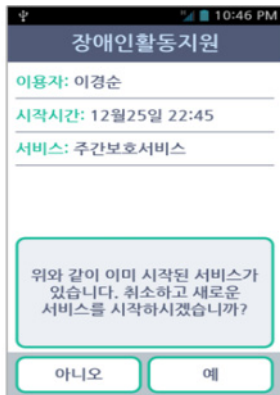 10:46 PM
장애인활동지원
이용자: 이경순
시작시간: 12월25일 22:45
서비스: 주간보호서비스
위와 같이 이미 시작된 서비스가
있습니다. 취소하고 새로운
서비스를 시작하시겠습니까?
아니오
예